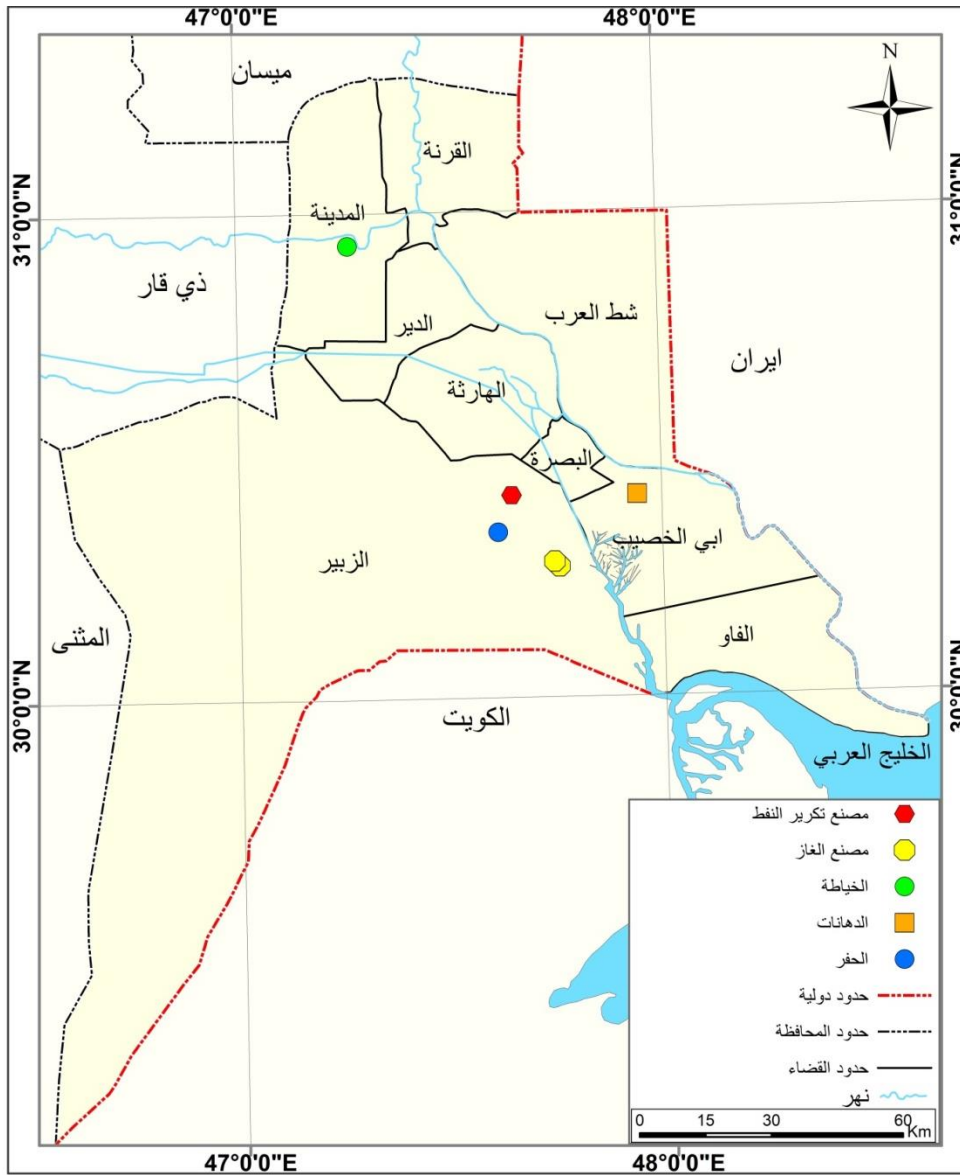 47°0'0"E 48°0'0"E
N
ميسان
القرنة
31°0'0"N المدينة 31°0'0"N
ذي قار
شط العرب
الدير
ايران
الهارثة
البصرة
ابي الخصيب
الزبير
المثنى
الفاو
30°0'0"N 30°0'0"N
الكويت
الخليج العربي
مصنع تكرير النفط
مصنع الغاز
الخياطة
الدهانات
الحفر
حدود دولية
حدود المحافظة
حدود القضاء
نهر
0 15 30 60
Km
47°0'0"E 48°0'0"E